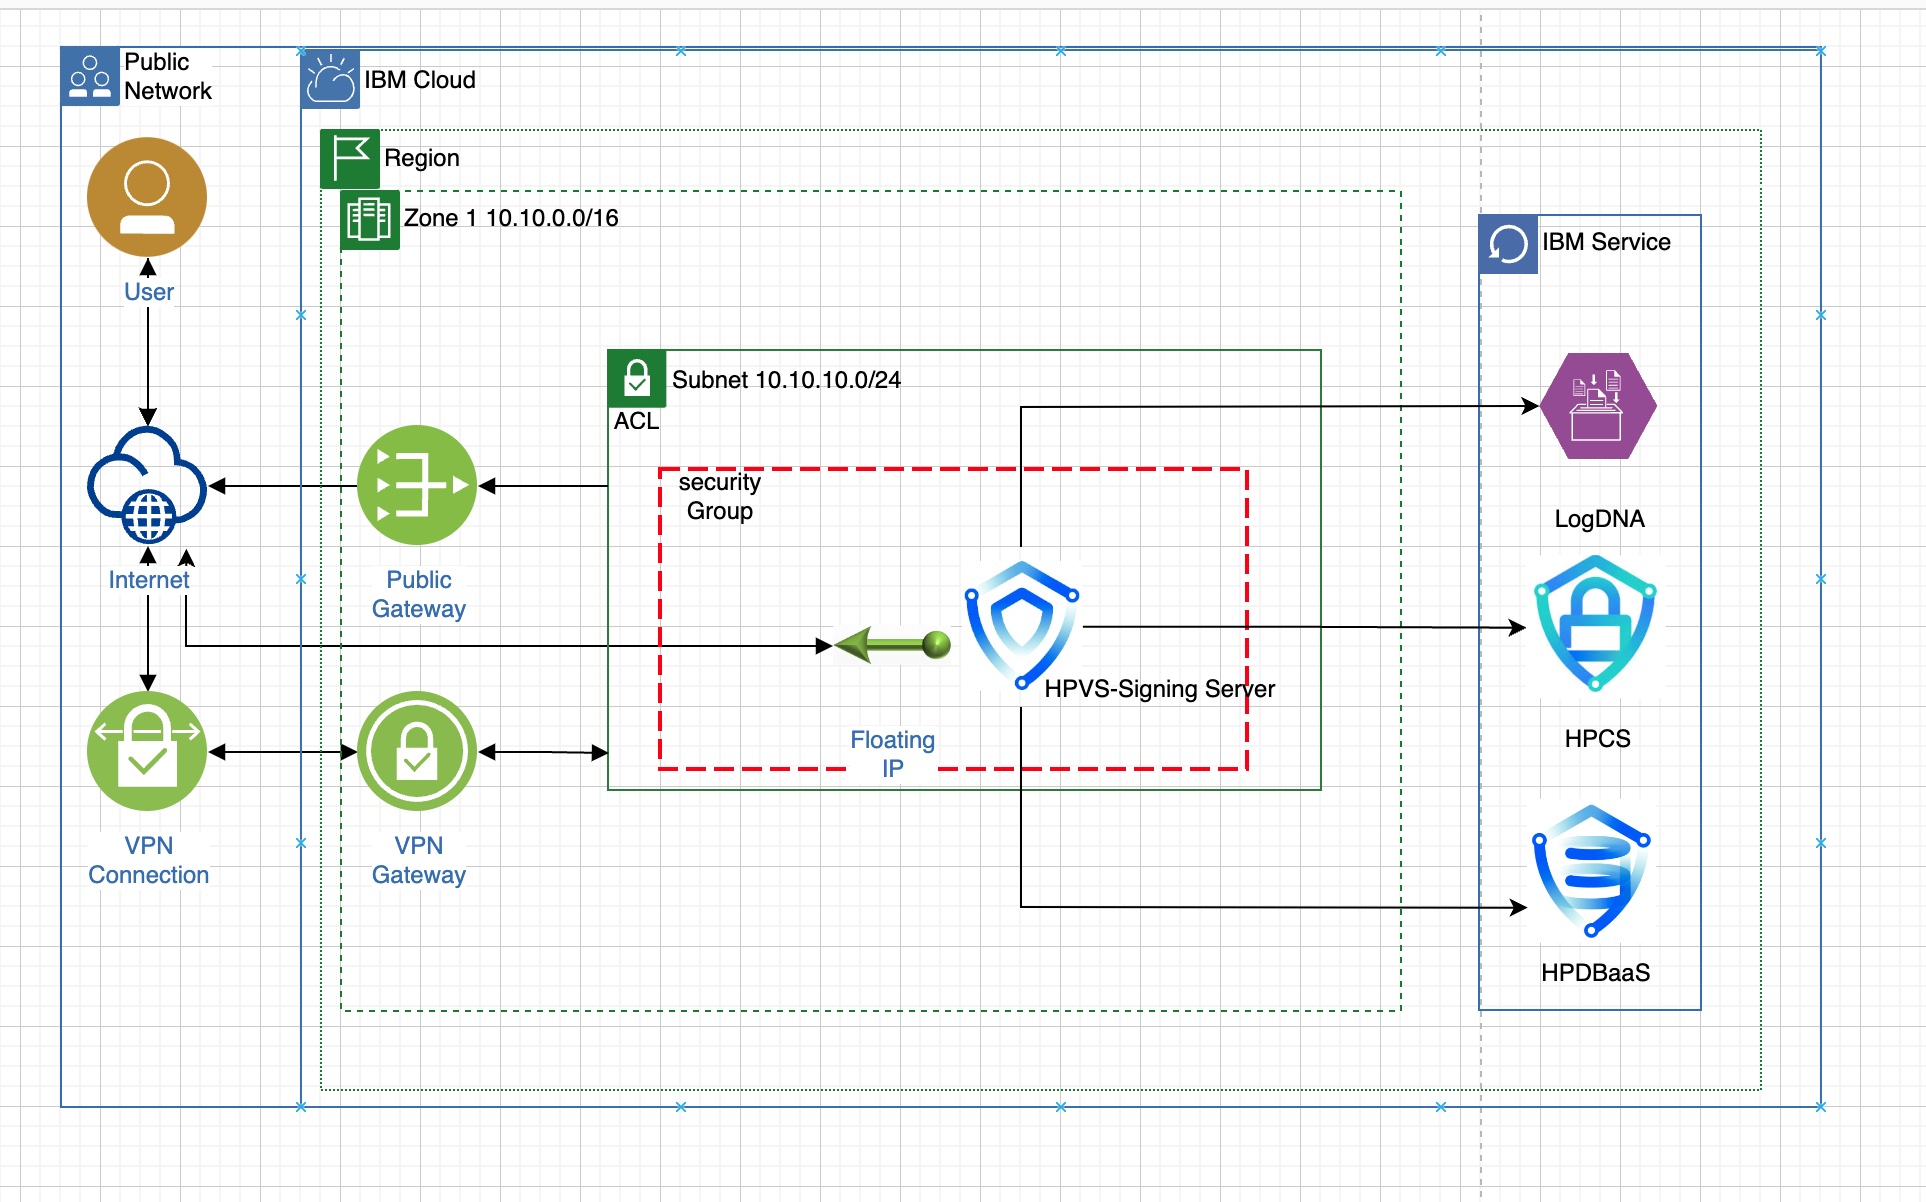 Public
Network
IBM Cloud
Region
Zone 1 10.10.0.0/16
IBM Service
User
Subnet 10.10.10.0/24
ACL
security
Group
LogDNA
Internet
Public
Gateway
HPVS-Signing Server
Floating
IP
HPCS
VPN
Connection
VPN
Gateway
HPDBaaS